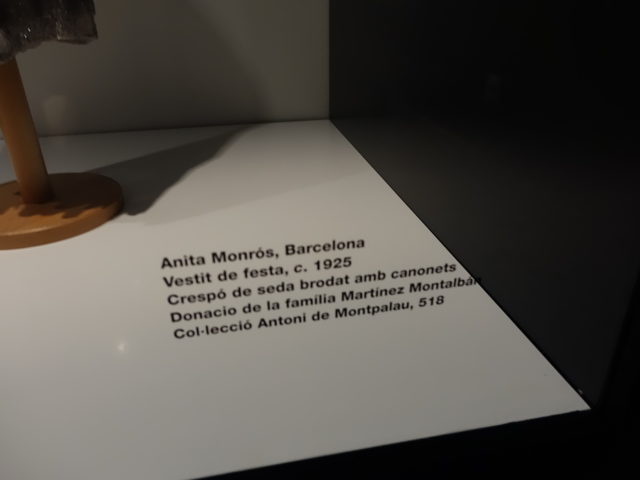 Anita Monrós, Barcelona
Vestit de festa, c. 1925
Crespó de seda brodat amb canonets
Donacio de la família Martínez Montalbán
Col·lecció Antoni de Montpalau, 518